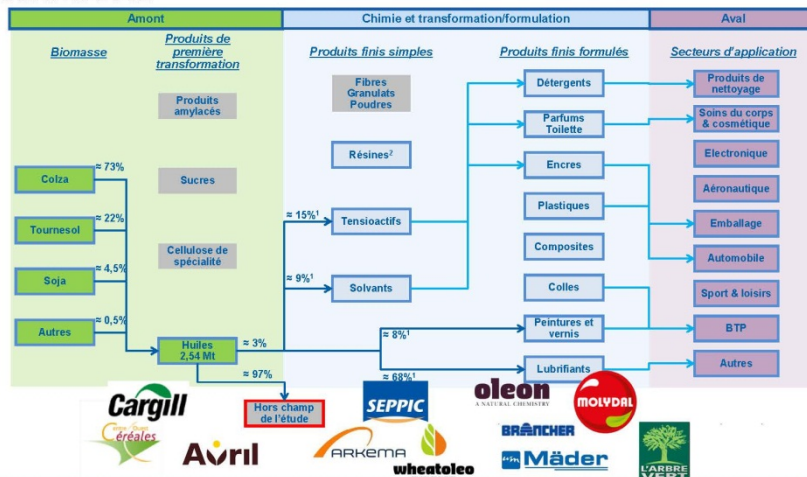 Amont
Chimie et transformation/formulation
Aval
Biomasse
Produits de
première
transformation
Produits finis simples
Produits finis formulés
Secteurs d'application
Produits
amylacés
Fibres
Granulats
Poudres
Détergents
Produits de
nettoyage
Parfums
Toilette
Soins du corps
& cosmétique
Résines²
Encres
Electronique
≈ 73%
Colza
Sucres
Aéronautique
≈ 22%
Tournesol
≈ 15%¹
Tensioactifs
Plastiques
Emballage
Cellulose de
spécialité
Composites
Automobile
≈ 4,5%
Soja
≈ 9%¹
Solvants
Colles
Sport & loisirs
≈ 0,5%
Autres
Huiles
2,54 Mt
≈ 3%
≈ 8%¹
Peintures et
vernis
BTP
≈ 97%
≈ 68%¹
Lubrifiants
Autres
Hors champ
de l'étude
Cargill
Céréales
Avril
SEPPIC
ARKEMA
wheatoleo
oleon
A NATURAL CHEMISTRY
MOLYDAL
BRANCHER
Mäder
L'ARBRE
VERT